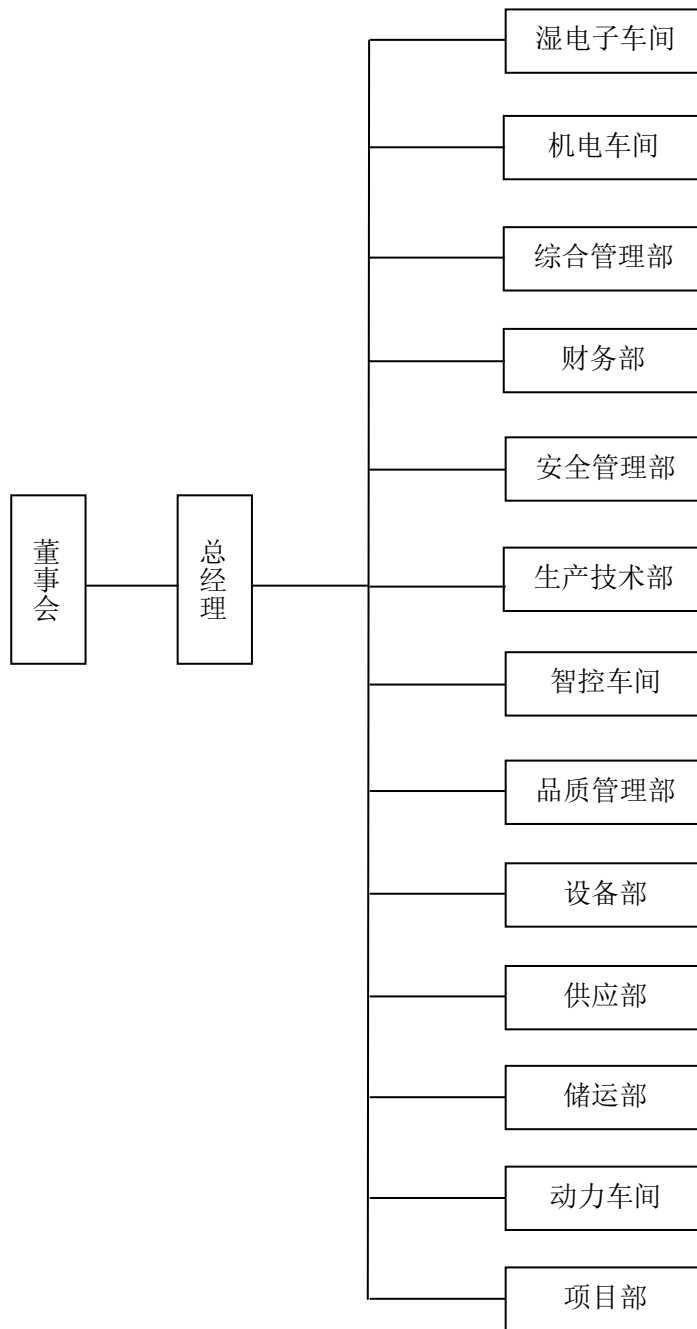 湿电子车间
机电车间
综合管理部
财务部
安全管理部
董事会
总经理
生产技术部
智控车间
品质管理部
设备部
供应部
储运部
动力车间
项目部